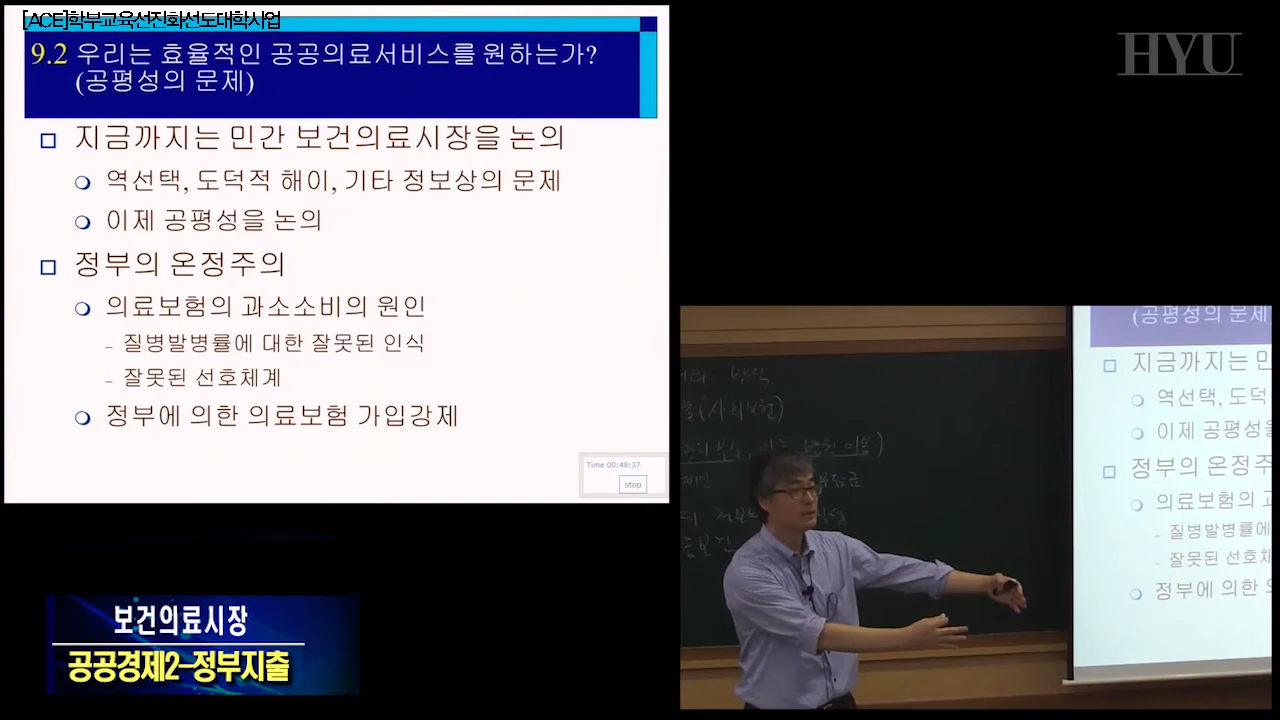 [ACE]학부교육선진화선도대학사업
9.2 우리는 효율적인 공공의료서비스를 원하는가?
(공평성의 문제)
지금까지는 민간 보건의료시장을 논의
역선택, 도덕적 해이, 기타 정보상의 문제
이제 공평성을 논의
정부의 온정주의
의료보험의 과소소비의 원인
– 질병발병률에 대한 잘못된 인식
– 잘못된 선호체계
정부에 의한 의료보험 가입강제
Time 00:48:37
stop
보건의료시장
공공경제2-정부지출
HYU
(공평성의 문제
지금까지는 민
역선택, 도덕
이제 공평성을
정부의 온정주
의료보험의 고
– 질병발병률에
– 잘못된 선호체
정부에 의한 의
방식
(사회보험)